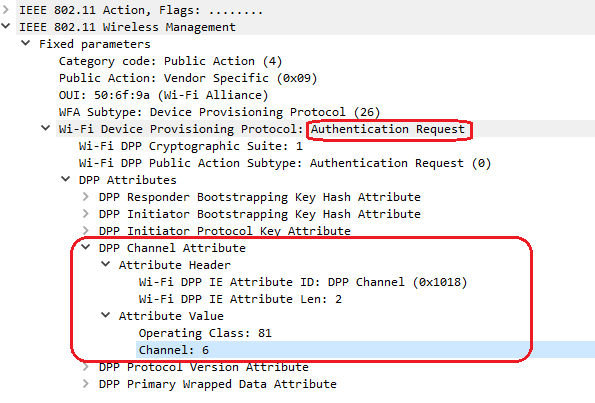 IEEE 802.11 Action, Flags: ........
IEEE 802.11 Wireless Management
Fixed parameters
Category code: Public Action (4)
Public Action: Vendor Specific (0x09)
OUI: 50:6f:9a (Wi-Fi Alliance)
WFA Subtype: Device Provisioning Protocol (26)
Wi-Fi Device Provisioning Protocol: Authentication Request
Wi-Fi DPP Cryptographic Suite: 1
Wi-Fi DPP Public Action Subtype: Authentication Request (0)
DPP Attributes
DPP Responder Bootstrapping Key Hash Attribute
DPP Initiator Bootstrapping Key Hash Attribute
DPP Initiator Protocol Key Attribute
DPP Channel Attribute
Attribute Header
Wi-Fi DPP IE Attribute ID: DPP Channel (0x1018)
Wi-Fi DPP IE Attribute Len: 2
Attribute Value
Operating Class: 81
Channel: 6
DPP Protocol Version Attribute
DPP Primary Wrapped Data Attribute